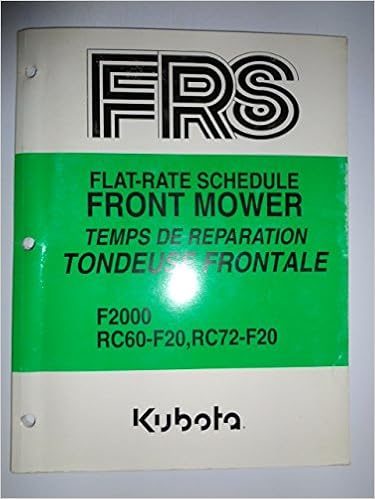 FRS
FLAT-RATE SCHEDULE
FRONT MOWER
TEMPS DE REPARATION
TONDEUSE FRONTALE
F2000
RC60-F20,RC72-F20
Kubota.